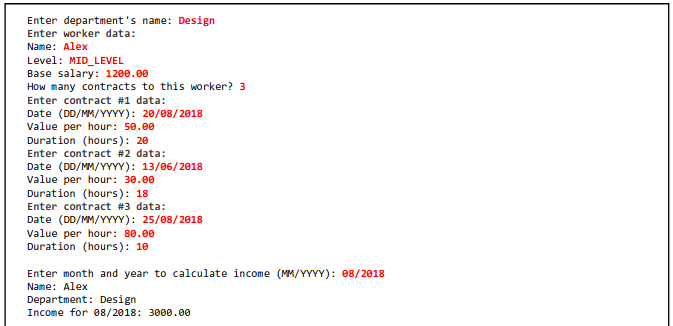 Enter department's name: Design
Enter worker data:
Name: Alex
Level: MID_LEVEL
Base salary: 1200.00
How many contracts to this worker? 3
Enter contract #1 data:
Date (DD/MM/YYYY): 20/08/2018
Value per hour: 50.00
Duration (hours): 20
Enter contract #2 data:
Date (DD/MM/YYYY): 13/06/2018
Value per hour: 30.00
Duration (hours): 18
Enter contract #3 data:
Date (DD/MM/YYYY): 25/08/2018
Value per hour: 80.00
Duration (hours): 10
Enter month and year to calculate income (MM/YYYY): 08/2018
Name: Alex
Department: Design
Income for 08/2018: 3000.00